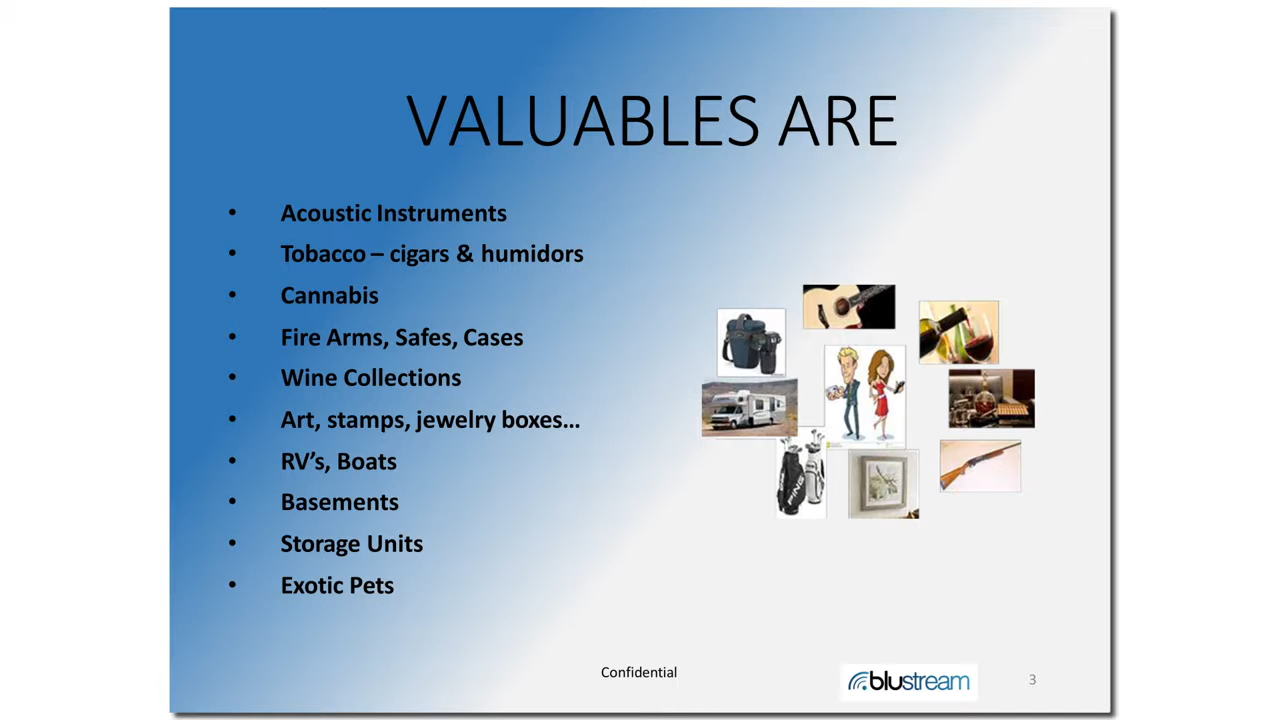 VALUABLES ARE
• Acoustic Instruments
• Tobacco – cigars & humidors
• Cannabis
• Fire Arms, Safes, Cases
• Wine Collections
• Art, stamps, jewelry boxes...
• RV's, Boats
• Basements
• Storage Units
• Exotic Pets
PING
Confidential
blustream
3